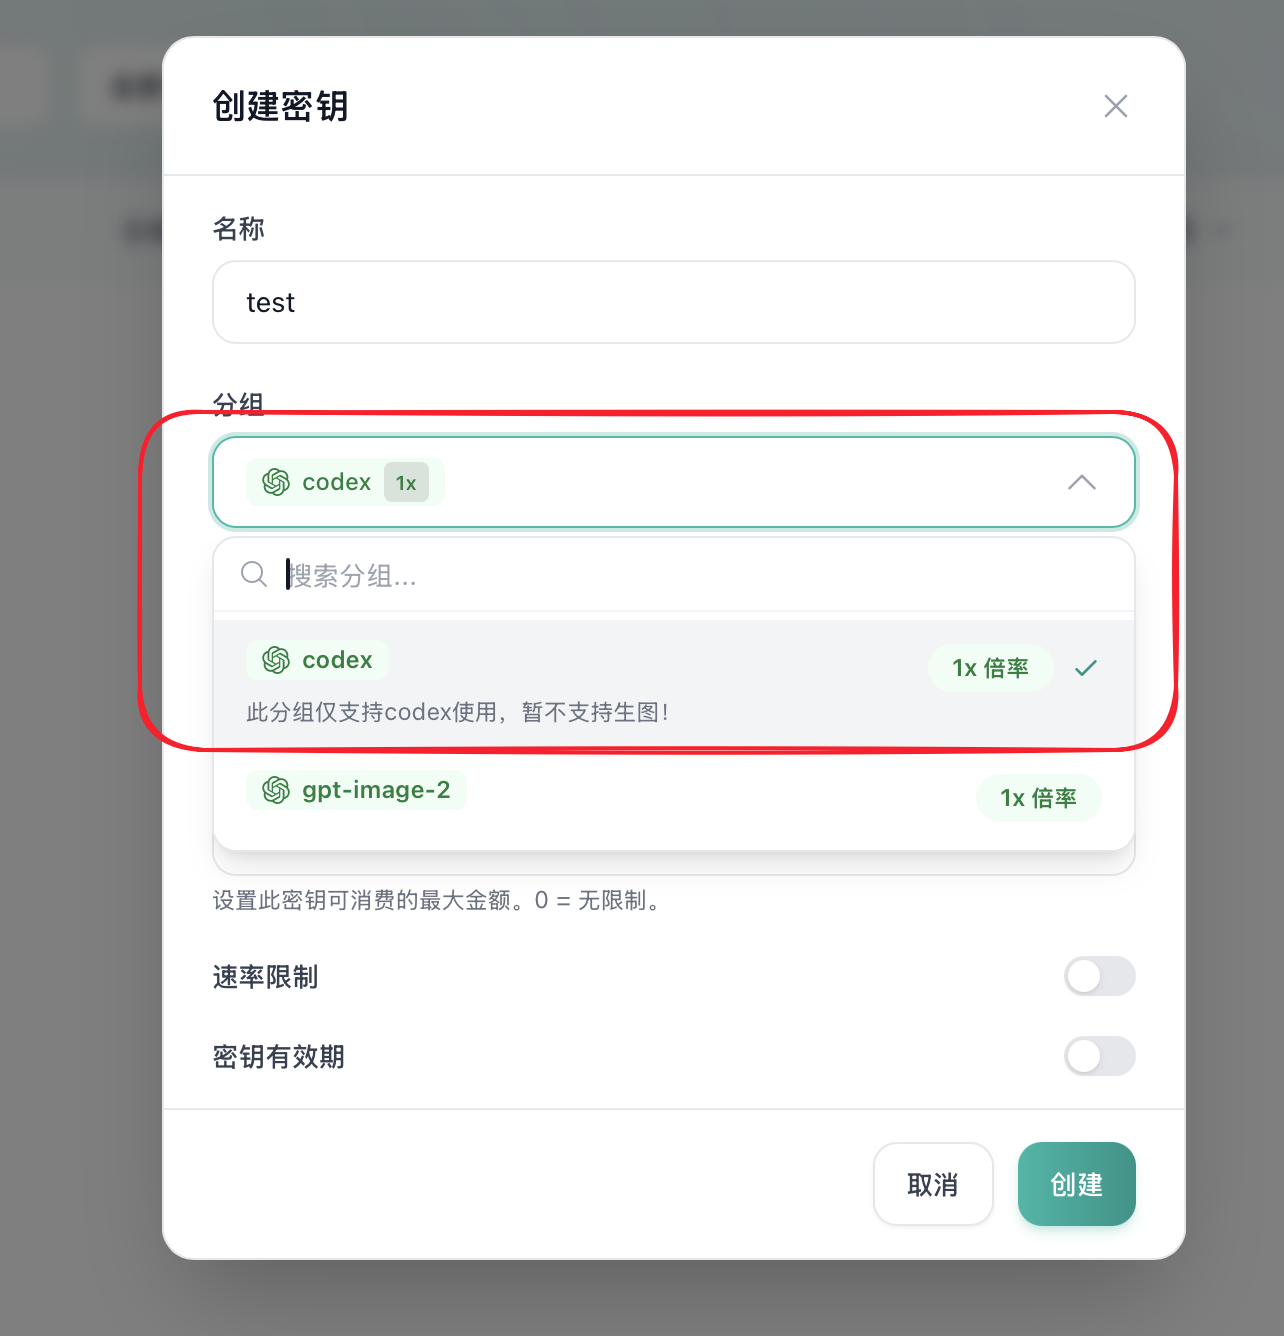 创建密钥
名称
test
分组
codex 1x
搜索分组...
codex 1x 倍率
此分组仅支持codex使用，暂不支持生图！
gpt-image-2 1x 倍率
设置此密钥可消费的最大金额。0 = 无限制。
速率限制
密钥有效期
取消 创建